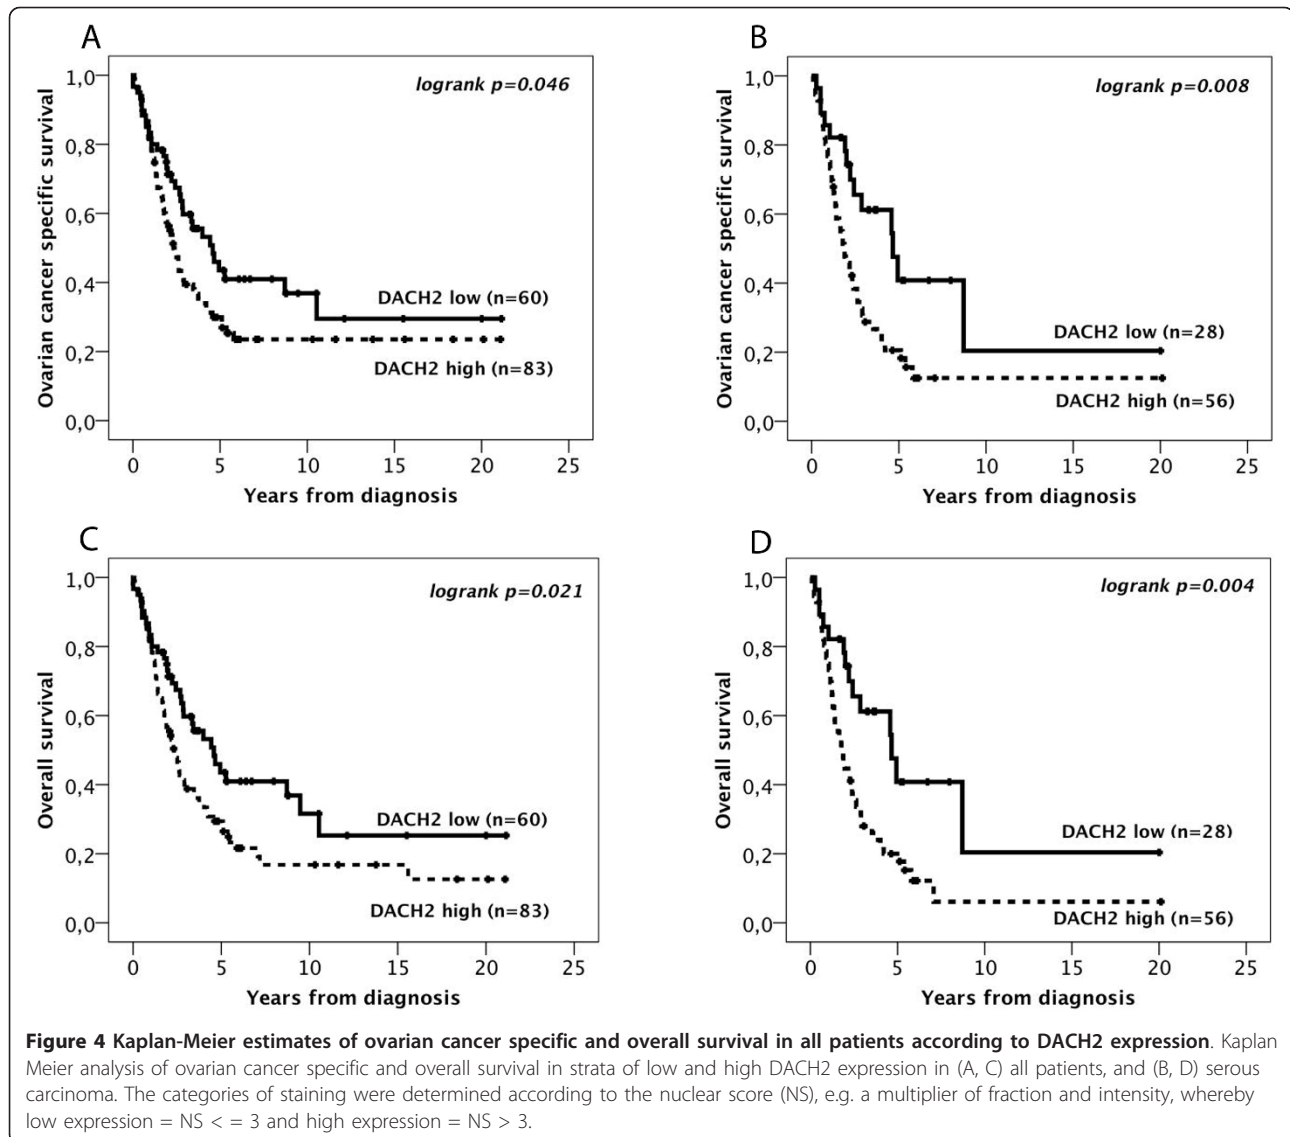 A
logrank p=0.046
Ovarian cancer specific survival
1,0
0,8
0,6
0,4
0,2
0,0
DACH2 low (n=60)
DACH2 high (n=83)
0 5 10 15 20 25
Years from diagnosis
B
logrank p=0.008
Ovarian cancer specific survival
1,0
0,8
0,6
0,4
0,2
0,0
DACH2 low (n=28)
DACH2 high (n=56)
0 5 10 15 20 25
Years from diagnosis
C
logrank p=0.021
Overall survival
1,0
0,8
0,6
0,4
0,2
0,0
DACH2 low (n=60)
DACH2 high (n=83)
0 5 10 15 20 25
Years from diagnosis
D
logrank p=0.004
Overall survival
1,0
0,8
0,6
0,4
0,2
0,0
DACH2 low (n=28)
DACH2 high (n=56)
0 5 10 15 20 25
Years from diagnosis
Figure 4 Kaplan-Meier estimates of ovarian cancer specific and overall survival in all patients according to DACH2 expression. Kaplan
Meier analysis of ovarian cancer specific and overall survival in strata of low and high DACH2 expression in (A, C) all patients, and (B, D) serous
carcinoma. The categories of staining were determined according to the nuclear score (NS), e.g. a multiplier of fraction and intensity, whereby
low expression = NS < = 3 and high expression = NS > 3.